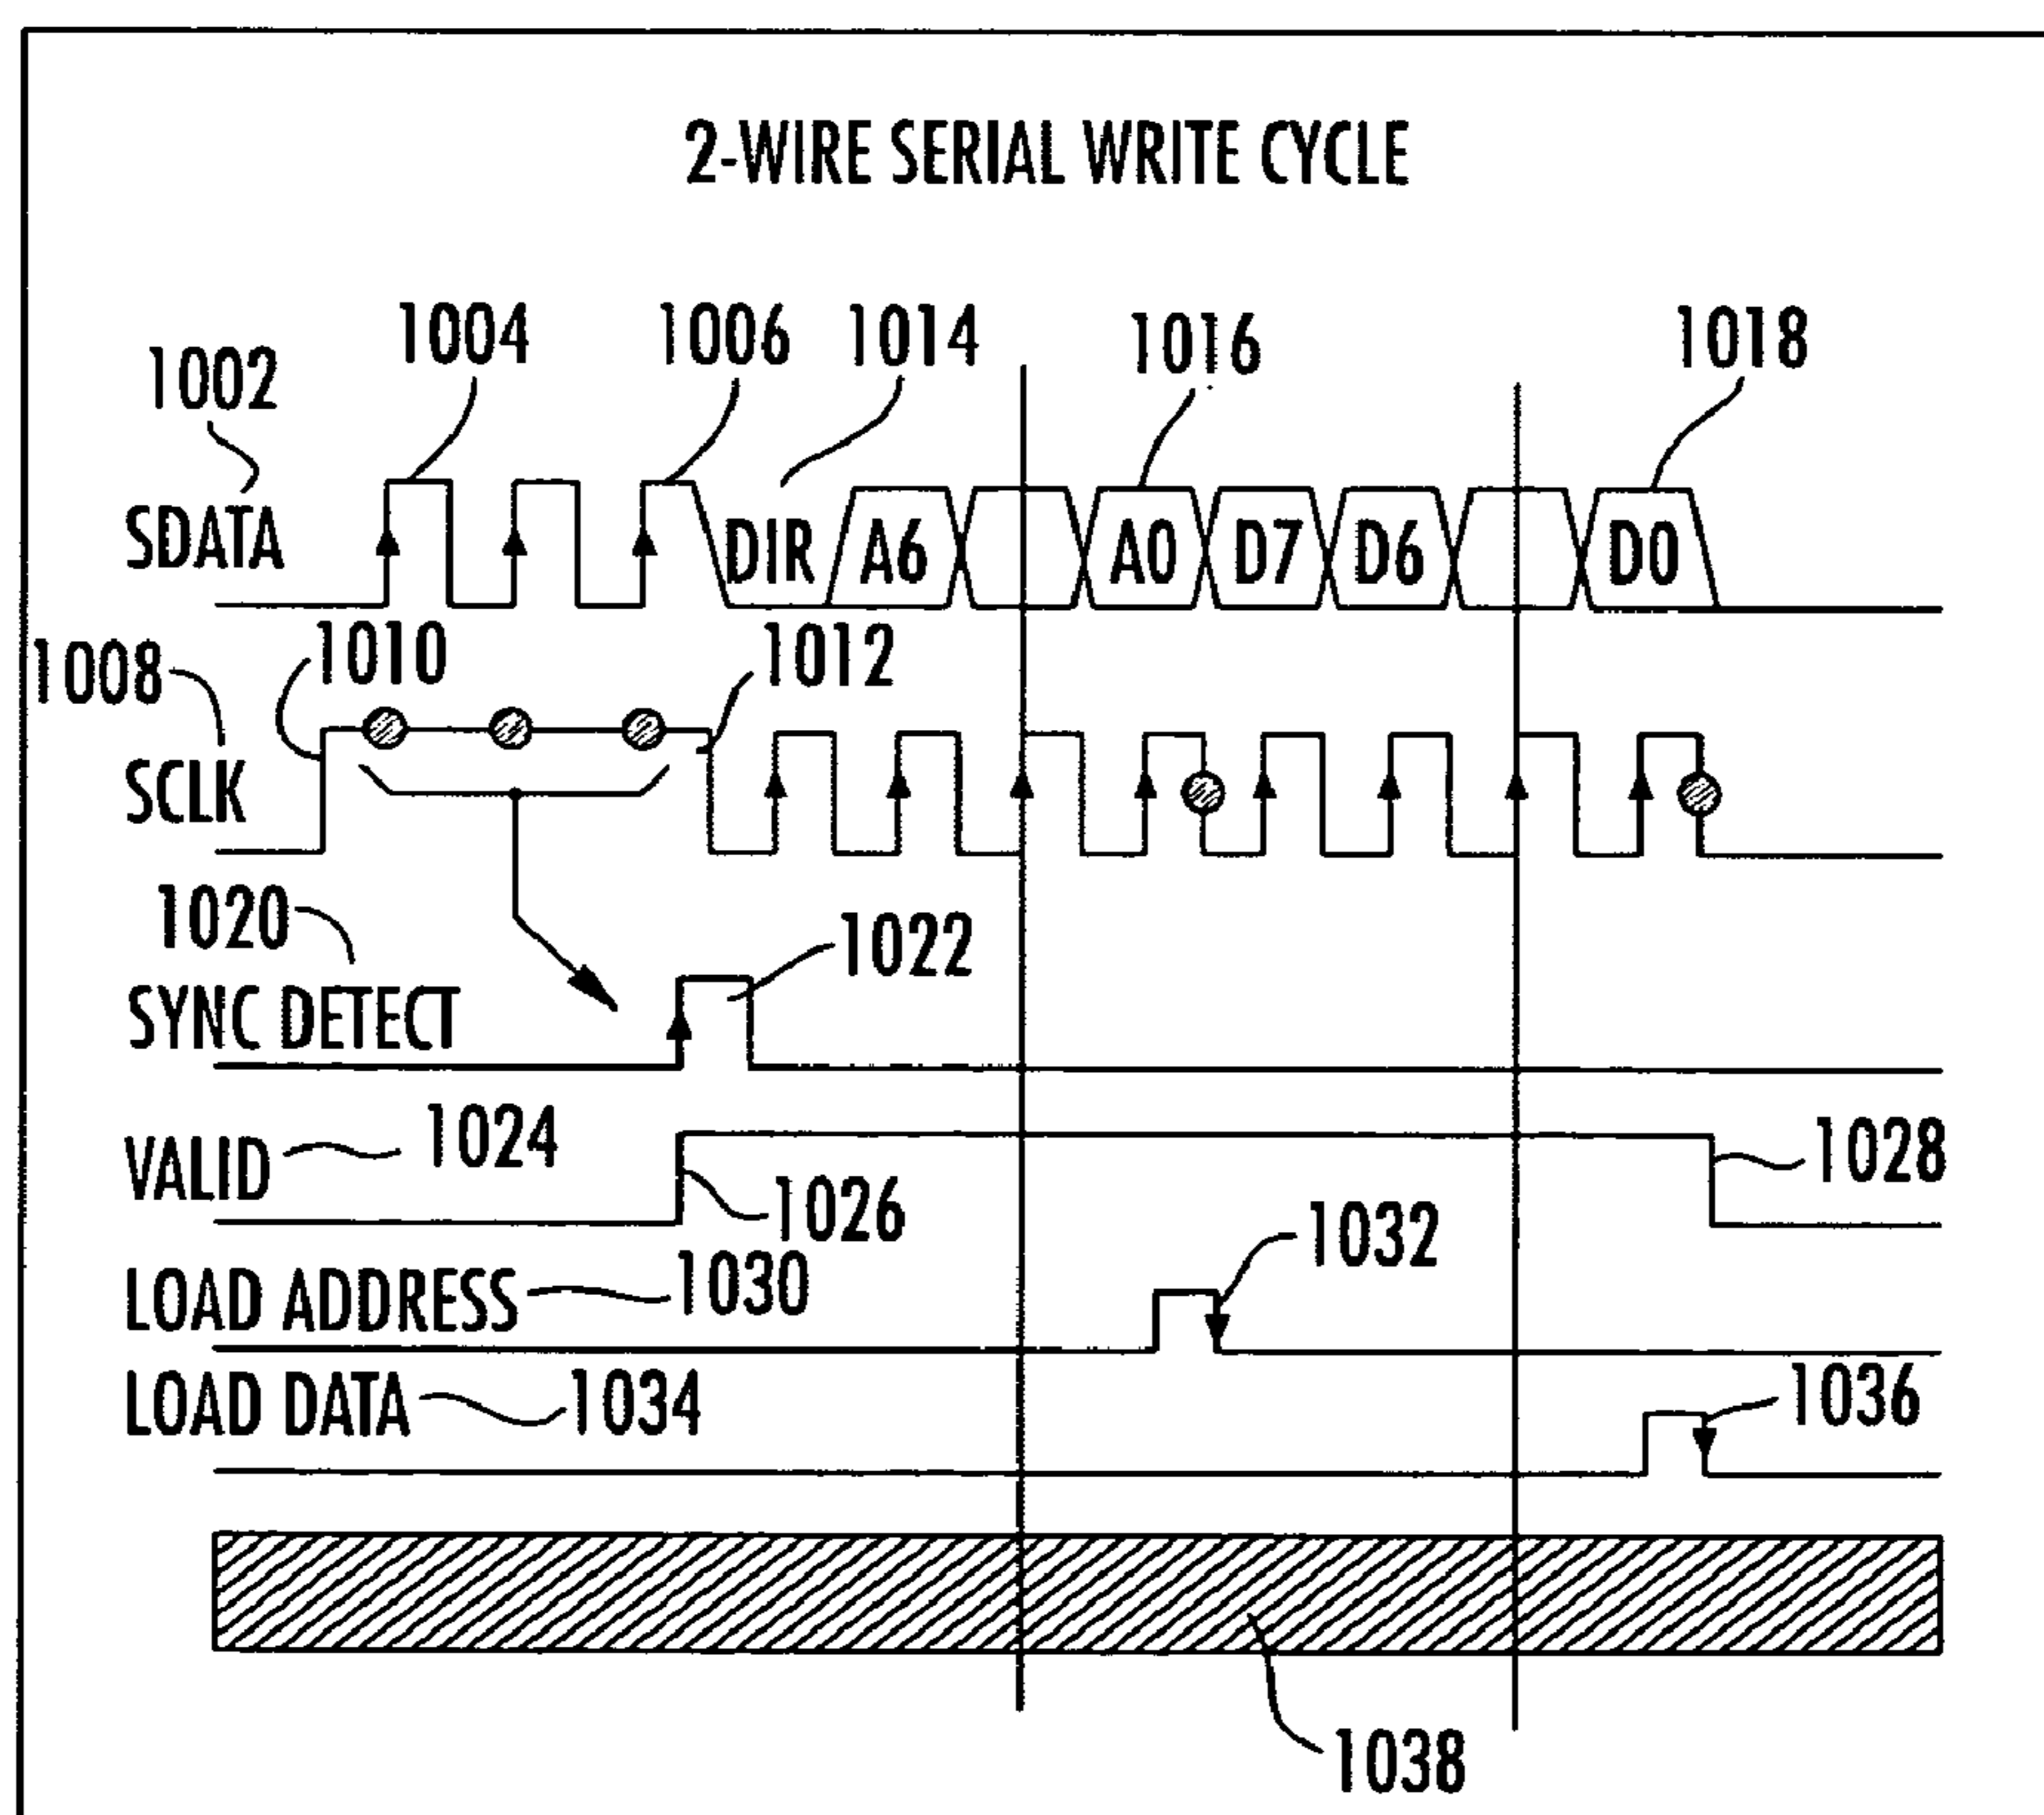 2-WIRE SERIAL WRITE CYCLE
1002
1004
1006
1014
1016
1018
SDATA
DIR
A6
A0
D7
D6
D0
1008
1010
1012
SCLK
1020
1022
SYNC DETECT
VALID
1024
1026
1028
LOAD ADDRESS
1030
1032
LOAD DATA
1034
1036
1038